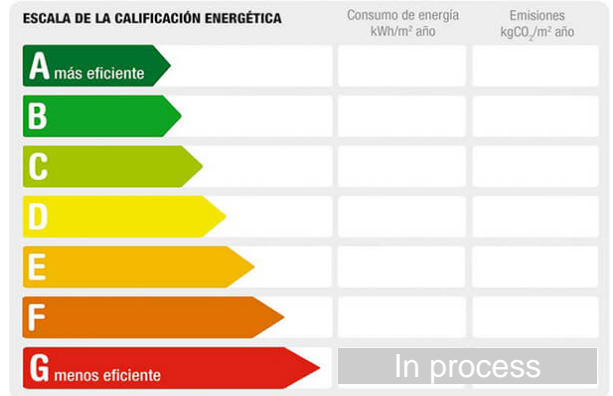 ESCALA DE LA CALIFICACIÓN ENERGÉTICA
Consumo de energía
kWh/m² año
Emisiones
kgCO₂/m² año
A más eficiente
B
C
D
E
F
G menos eficiente
In process